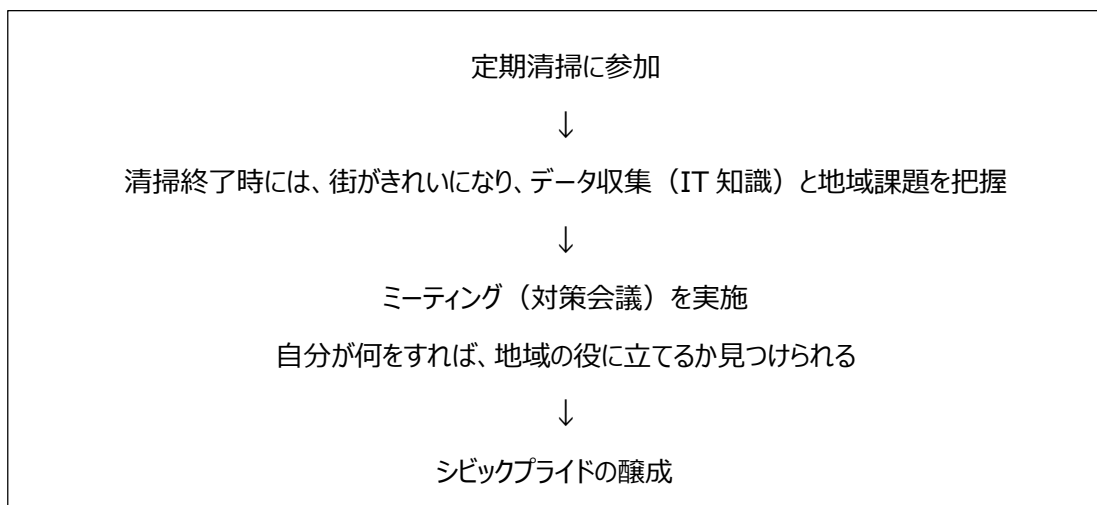 定期清掃に参加
↓
清掃終了時には、街がきれいになり、データ収集（IT 知識）と地域課題を把握
↓
ミーティング（対策会議）を実施
自分が何をすれば、地域の役に立てるか見つけられる
↓
シビックプライドの醸成